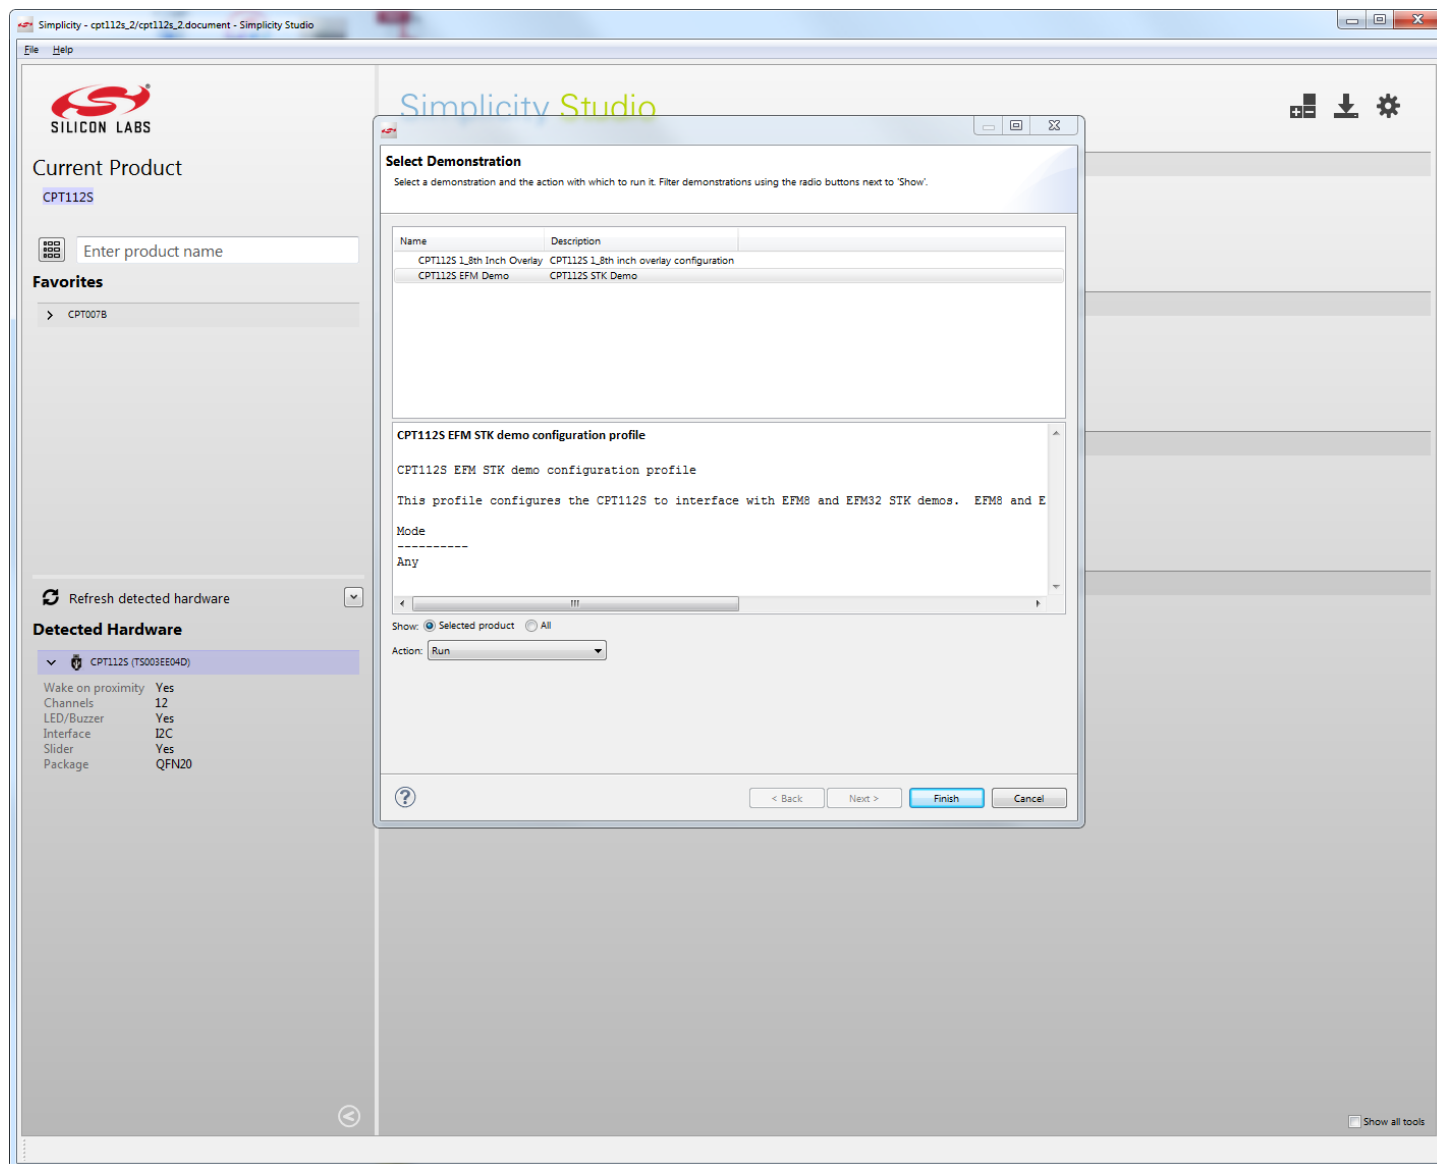 Simplicity - cpt112s_2/cpt112s_2.document - Simplicity Studio
File Help
SILICON LABS
Simplicity Studio
Current Product
CPT112S
Enter product name
Favorites
CPT007B
Select Demonstration
Select a demonstration and the action with which to run it. Filter demonstrations using the radio buttons next to 'Show'.
Name Description
CPT112S 1_8th Inch Overlay CPT112S 1_8th inch overlay configuration
CPT112S EFM Demo CPT112S STK Demo
CPT112S EFM STK demo configuration profile
CPT112S EFM STK demo configuration profile
This profile configures the CPT112S to interface with EFM8 and EFM32 STK demos. EFM8 and E
Mode
----------
Any
Show: Selected product All
Action: Run
< Back Next > Finish Cancel
Refresh detected hardware
Detected Hardware
CPT112S (TS003EE04D)
Wake on proximity Yes
Channels 12
LED/Buzzer Yes
Interface I2C
Slider Yes
Package QFN20
Show all tools